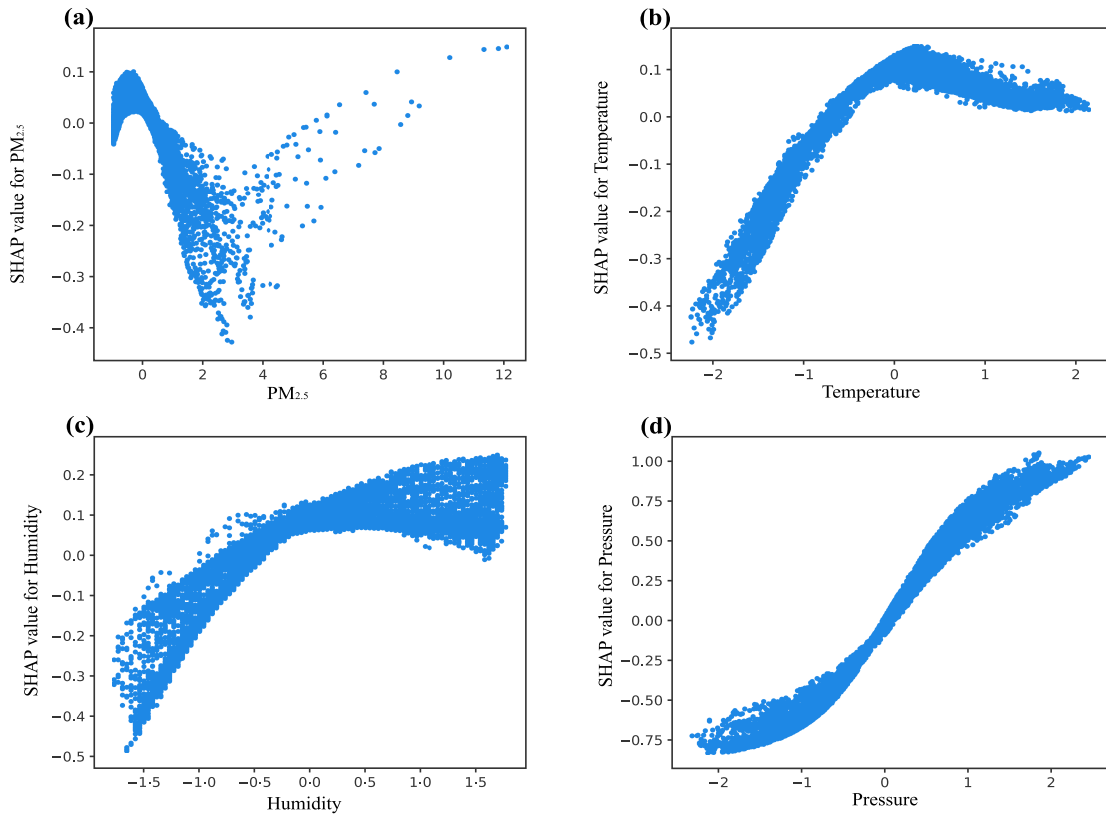 (a)
0.1
0.0
−0.1
−0.2
−0.3
−0.4
SHAP value for PM2.5
0 2 4 6 8 10 12
PM2.5
(b)
0.1
0.0
−0.1
−0.2
−0.3
−0.4
−0.5
SHAP value for Temperature
−2 −1 0 1 2
Temperature
(c)
0.2
0.1
0.0
−0.1
−0.2
−0.3
−0.4
−0.5
SHAP value for Humidity
−1·5 −1·0 −0·5 0·0 0·5 1·0 1·5
Humidity
(d)
1.00
0.75
0.50
0.25
0.00
−0.25
−0.50
−0.75
SHAP value for Pressure
−2 −1 0 1 2
Pressure